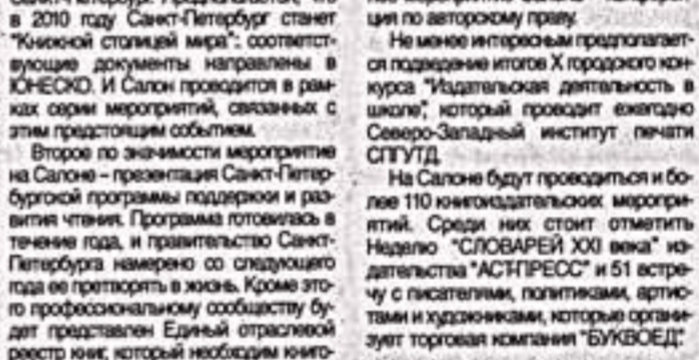 Санкт-Петербург. Предполагается, что
в 2010 году Санкт-Петербург станет
"Книжной столицей мира": соответст-
вующие документы направлены в
ЮНЕСКО. И Салон проводится в рам-
ках серии мероприятий, связанных с
этим предстоящим событием.
Второе по значимости мероприятие
на Салоне – презентация Санкт-Петер-
бургской программы поддержки и раз-
вития чтения. Программа готовилась в
течение года, и правительство Санкт-
Петербурга намерено со следующего
года ее претворять в жизнь. Кроме это-
го профессиональному сообществу бу-
дет представлен Единый отраслевой
реестр книг, который необходим книго-
ция по авторскому праву.
Не менее интересным предполагает-
ся подведение итогов X городского кон-
курса "Издательская деятельность в
школе", который проводит ежегодно
Северо-Западный институт печати
СПГУТД.
На Салоне будут проводиться и бо-
лее 110 книгоиздательских меропри-
ятий. Среди них стоит отметить
Неделю "СЛОВАРЕЙ XXI века" из-
дательства "АСТ-ПРЕСС" и 51 встре-
чу с писателями, политиками, артис-
тами и художниками, которые органи-
зует торговая компания "БУКВОЕД".